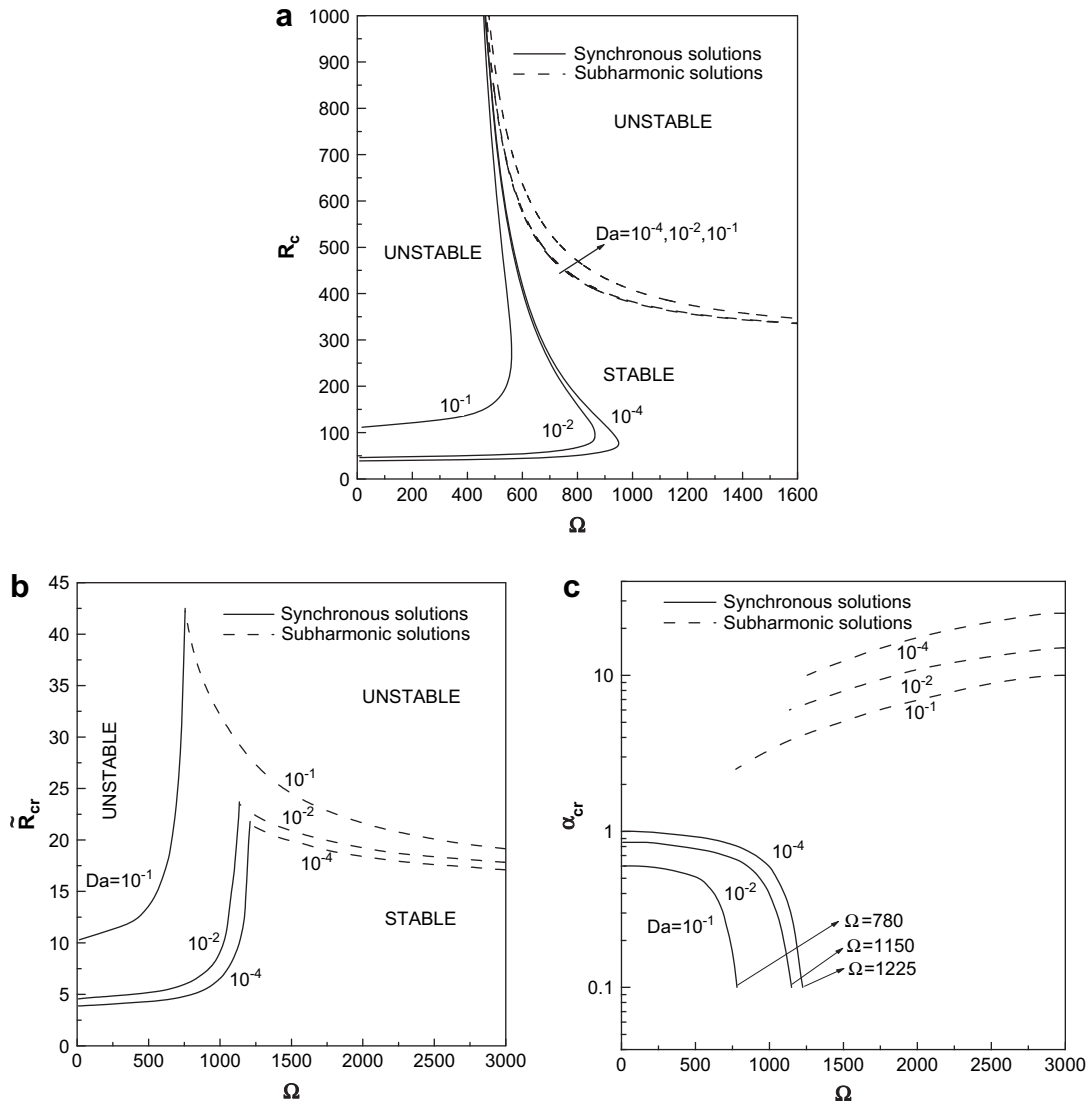 a
1000
900
800
700
600
500
400
300
200
100
0
R_c
Synchronous solutions
Subharmonic solutions
UNSTABLE
UNSTABLE
Da=10^-4,10^-2,10^-1
STABLE
10^-1
10^-2
10^-4
0 200 400 600 800 1000 1200 1400 1600
Ω
b
45
40
35
30
25
20
15
10
5
0
R̃_cr
Synchronous solutions
Subharmonic solutions
UNSTABLE
UNSTABLE
10^-1
10^-2
10^-4
Da=10^-1
10^-2
10^-4
STABLE
0 500 1000 1500 2000 2500 3000
Ω
c
10
1
0.1
α_cr
Synchronous solutions
Subharmonic solutions
10^-4
10^-2
10^-1
10^-4
10^-2
Da=10^-1
Ω=780
Ω=1150
Ω=1225
0 500 1000 1500 2000 2500 3000
Ω